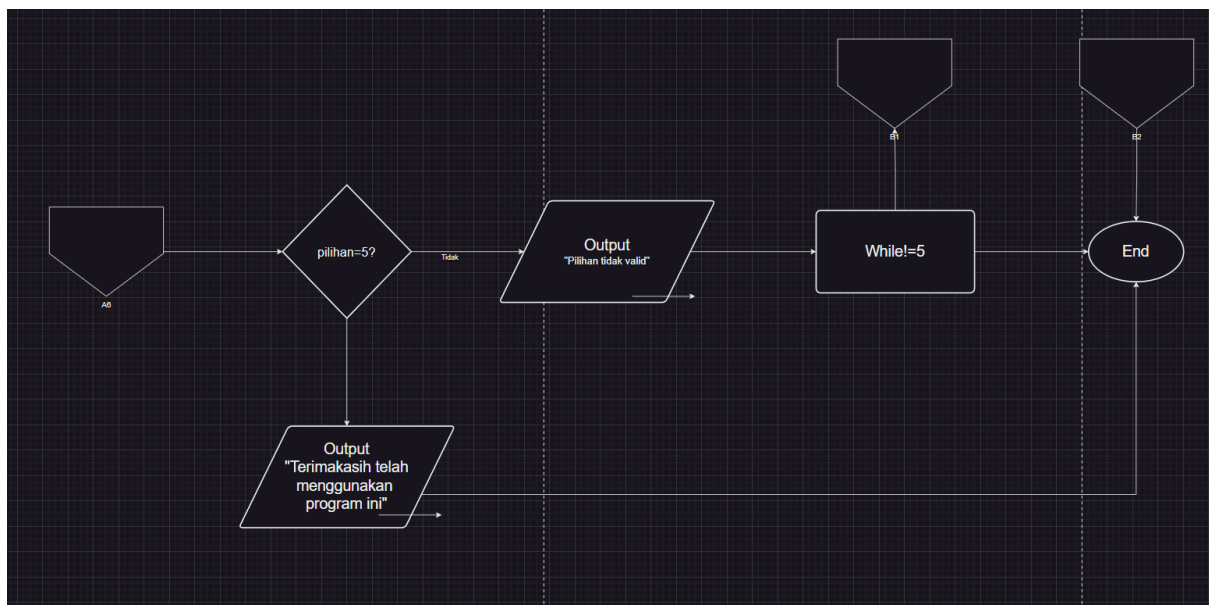 B1
B2
A6
pilihan=5?
Tidak
Output
"Pilihan tidak valid"
While!=5
End
Output
"Terimakasih telah
menggunakan
program ini"